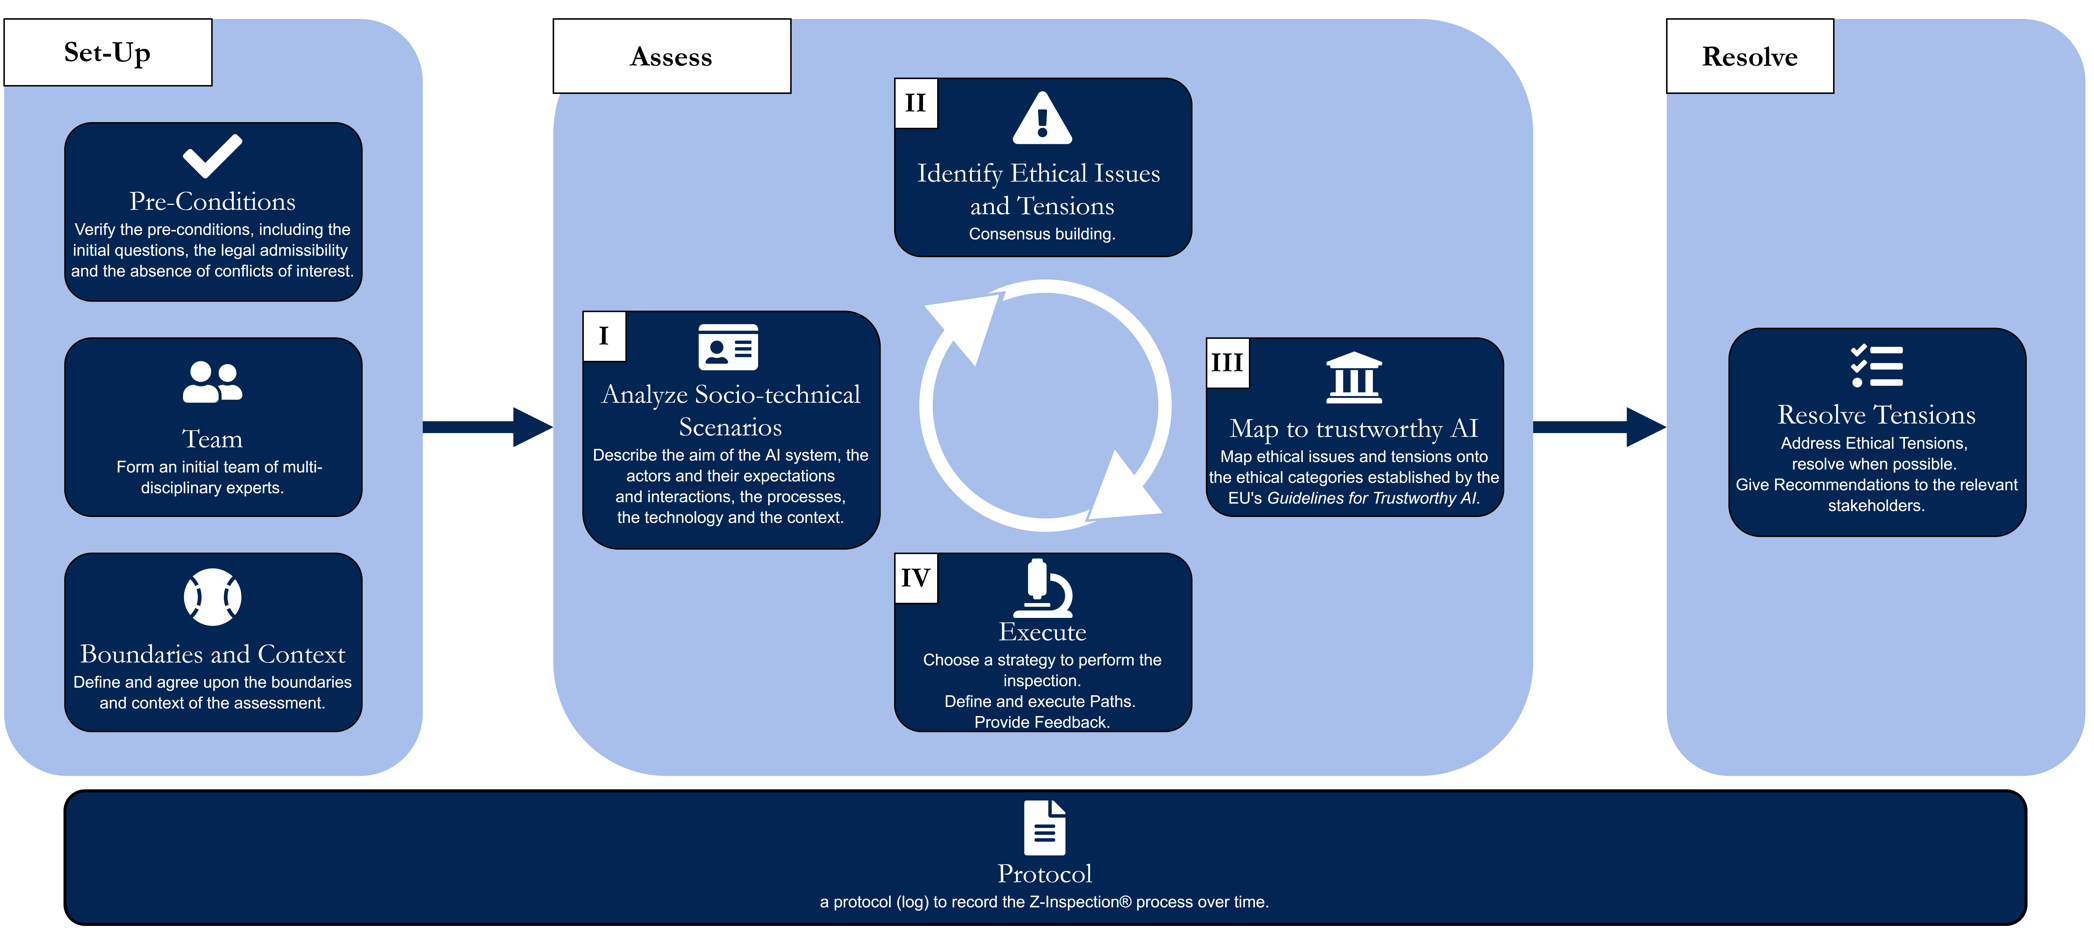 Set-Up
Pre-Conditions
Verify the pre-conditions, including the
initial questions, the legal admissibility
and the absence of conflicts of interest.
Team
Form an initial team of multi-
disciplinary experts.
Boundaries and Context
Define and agree upon the boundaries
and context of the assessment.
Assess
I
Analyze Socio-technical
Scenarios
Describe the aim of the AI system, the
actors and their expectations
and interactions, the processes,
the technology and the context.
II
Identify Ethical Issues
and Tensions
Consensus building.
III
Map to trustworthy AI
Map ethical issues and tensions onto
the ethical categories established by the
EU's Guidelines for Trustworthy AI.
IV
Execute
Choose a strategy to perform the
inspection.
Define and execute Paths.
Provide Feedback.
Resolve
Resolve Tensions
Address Ethical Tensions,
resolve when possible.
Give Recommendations to the relevant
stakeholders.
Protocol
a protocol (log) to record the Z-Inspection® process over time.